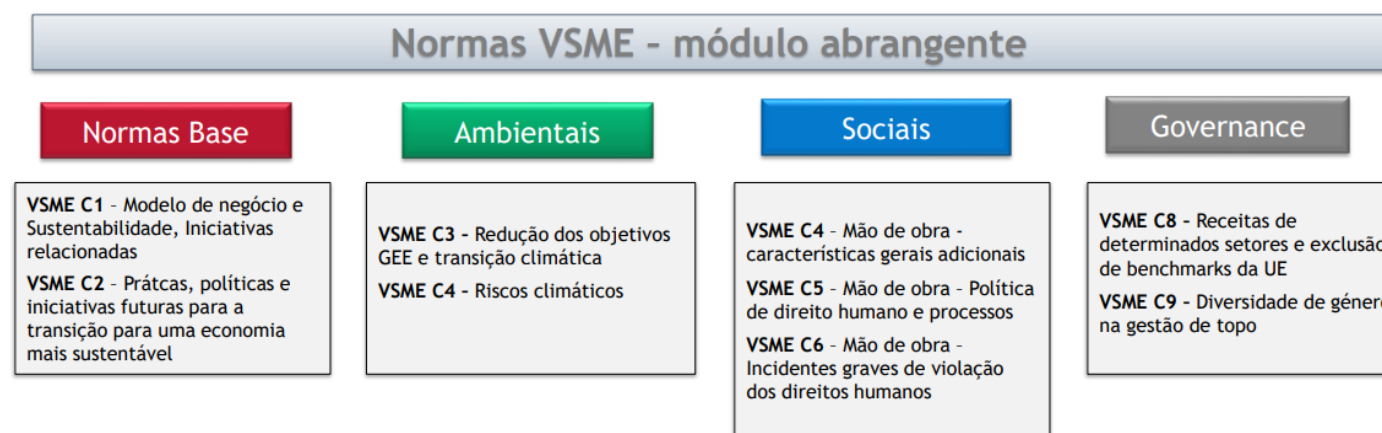 Normas VSME – módulo abrangente
Normas Base
VSME C1 – Modelo de negócio e
Sustentabilidade, Iniciativas
relacionadas
VSME C2 – Prátcas, políticas e
iniciativas futuras para a
transição para uma economia
mais sustentável
Ambientais
VSME C3 – Redução dos objetivos
GEE e transição climática
VSME C4 – Riscos climáticos
Sociais
VSME C4 – Mão de obra -
características gerais adicionais
VSME C5 – Mão de obra – Política
de direito humano e processos
VSME C6 – Mão de obra –
Incidentes graves de violação
dos direitos humanos
Governance
VSME C8 – Receitas de
determinados setores e exclusão
de benchmarks da UE
VSME C9 – Diversidade de géner
na gestão de topo